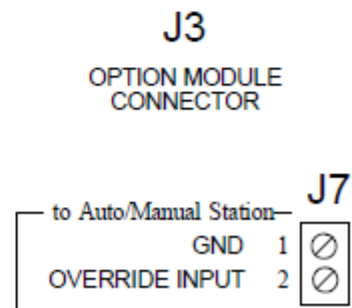 J3
OPTION MODULE
CONNECTOR
J7
to Auto/Manual Station
GND 1
OVERRIDE INPUT 2